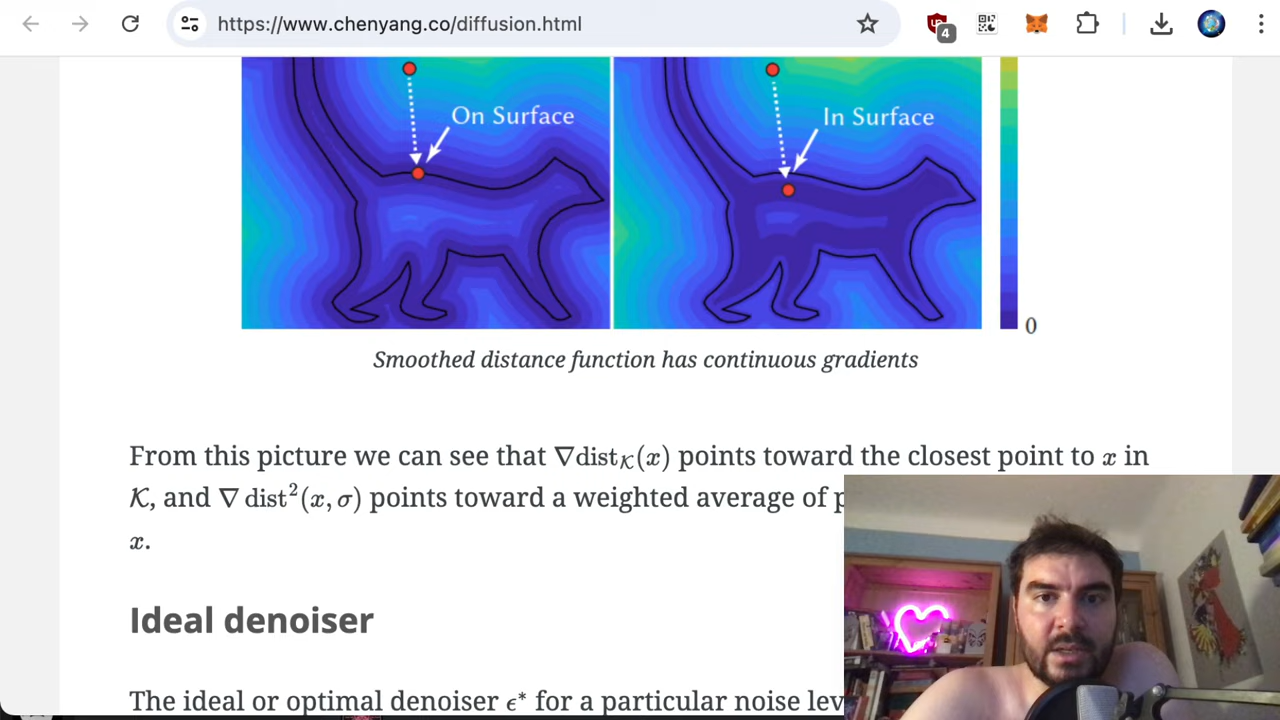 https://www.chenyang.co/diffusion.html
4
On Surface
In Surface
0
Smoothed distance function has continuous gradients
From this picture we can see that ∇dist𝒦(x) points toward the closest point to x in
𝒦, and ∇ dist²(x, σ) points toward a weighted average of p
x.
Ideal denoiser
The ideal or optimal denoiser ϵ* for a particular noise lev